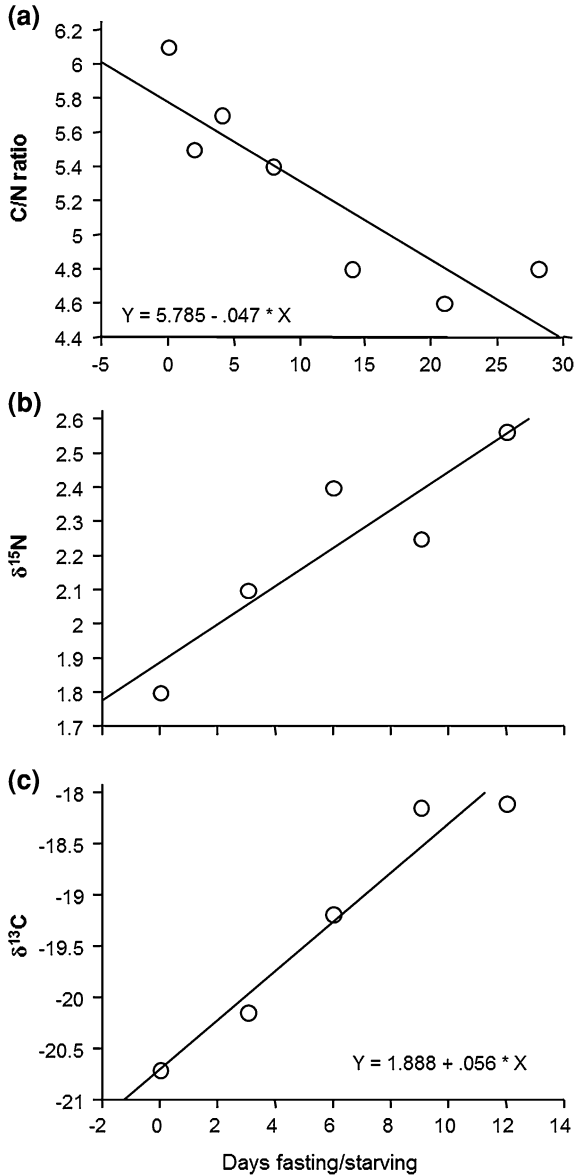 (a)
6.2
6
5.8
5.6
5.4
5.2
5
4.8
4.6
4.4
C/N ratio
Y = 5.785 - .047 * X
-5 0 5 10 15 20 25 30
(b)
2.6
2.5
2.4
2.3
2.2
2.1
2
1.9
1.8
1.7
δ¹⁵N
(c)
-18
-18.5
-19
-19.5
-20
-20.5
-21
δ¹³C
Y = 1.888 + .056 * X
-2 0 2 4 6 8 10 12 14
Days fasting/starving